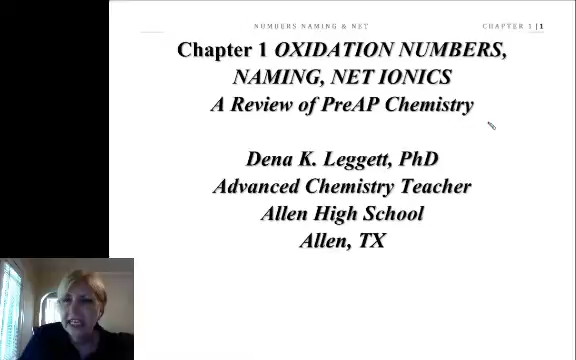 NUMBERS NAMING & NET
CHAPTER 1 | 1
Chapter 1 OXIDATION NUMBERS,
NAMING, NET IONICS
A Review of PreAP Chemistry
Dena K. Leggett, PhD
Advanced Chemistry Teacher
Allen High School
Allen, TX